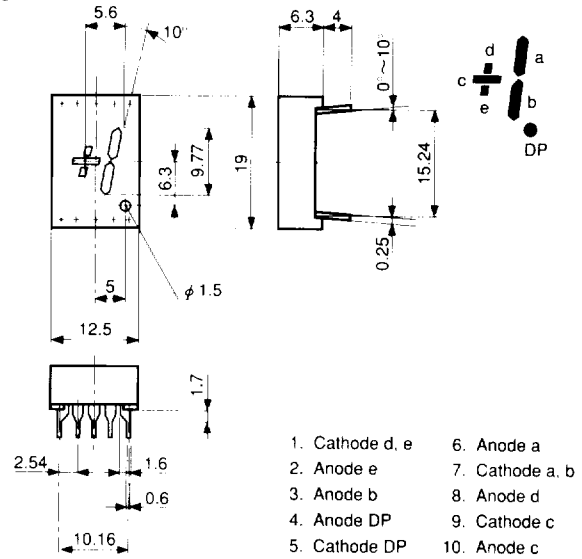 5.6
10°
6.3
4
0°~10°
d
a
c
e
b
DP
9.77
6.3
19
15.24
0.25
5
φ 1.5
12.5
1.7
2.54
1.6
0.6
10.16
1. Cathode d, e
2. Anode e
3. Anode b
4. Anode DP
5. Cathode DP
6. Anode a
7. Cathode a, b
8. Anode d
9. Cathode c
10. Anode c